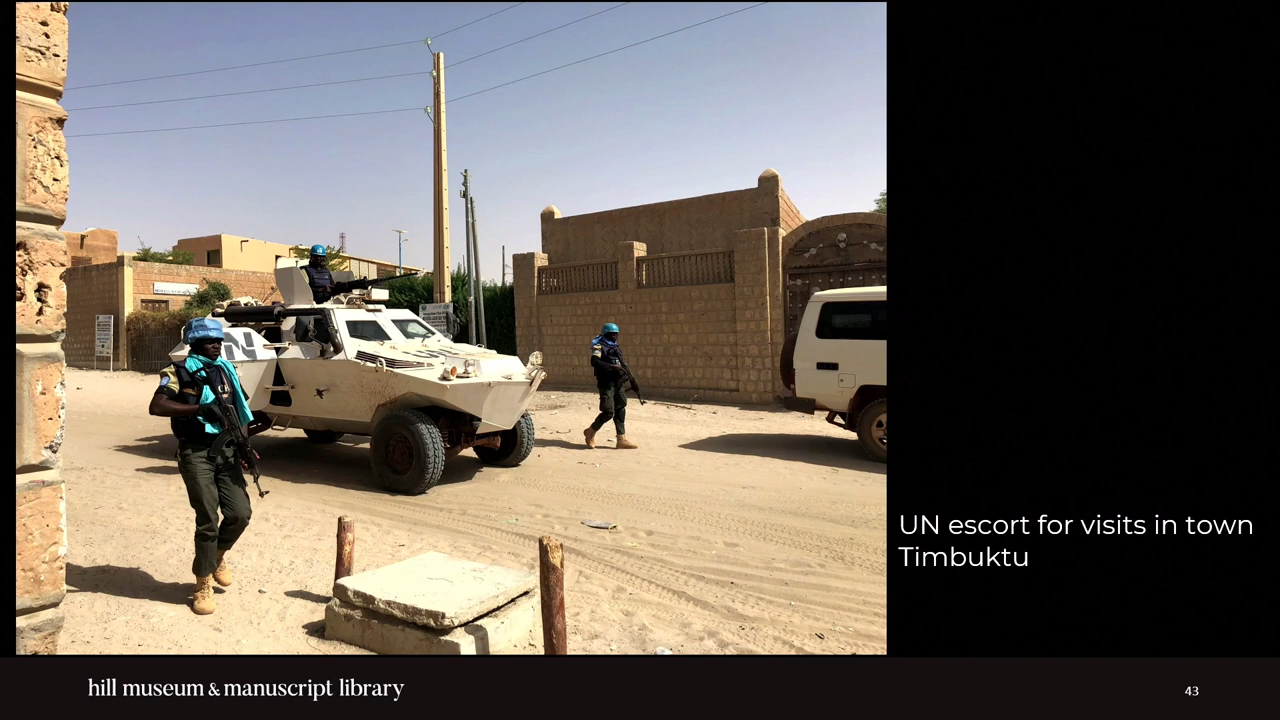 UN
UN escort for visits in town
Timbuktu
hill museum & manuscript library
43